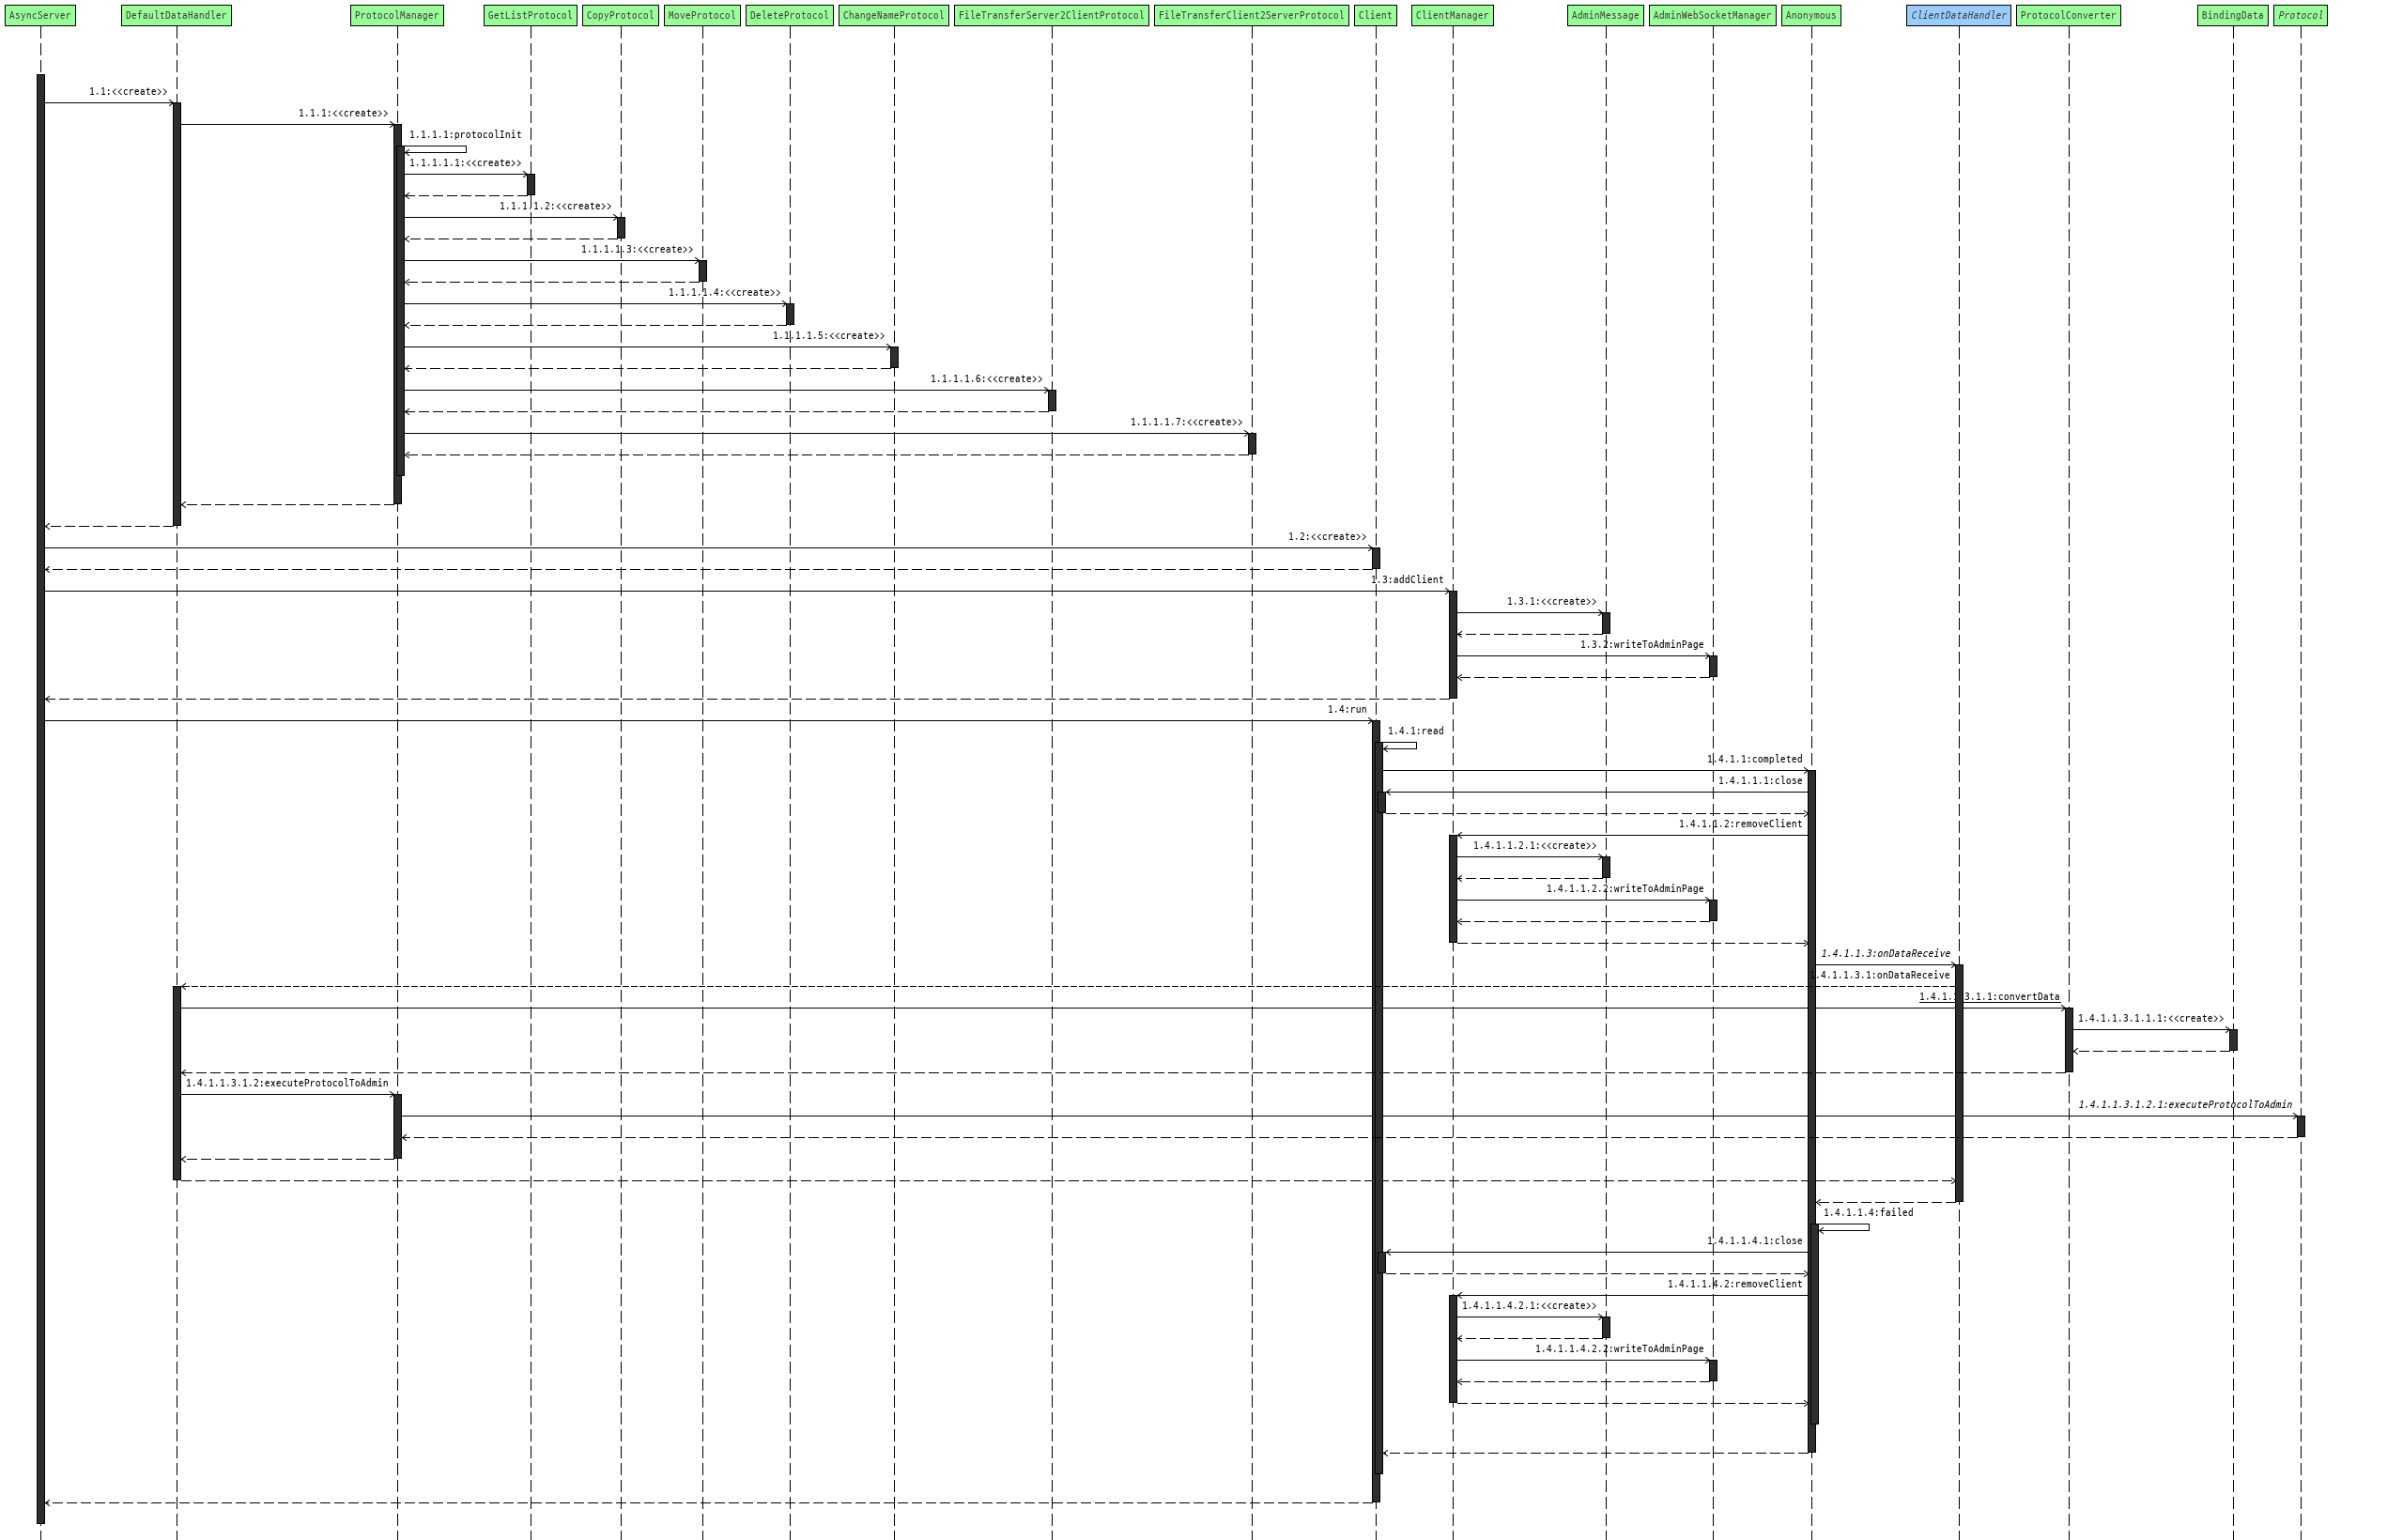 AsyncServer
DefaultDataHandler
ProtocolManager
GetListProtocol
CopyProtocol
MoveProtocol
DeleteProtocol
ChangeNameProtocol
FileTransferServer2ClientProtocol
FileTransferClient2ServerProtocol
Client
ClientManager
AdminMessage
AdminWebSocketManager
Anonymous
ClientDataHandler
ProtocolConverter
BindingData
Protocol
1.1:<<create>>
1.1.1:<<create>>
1.1.1.1:protocolInit
1.1.1.1.1:<<create>>
1.1.1.1.2:<<create>>
1.1.1.1.3:<<create>>
1.1.1.1.4:<<create>>
1.1.1.1.5:<<create>>
1.1.1.1.6:<<create>>
1.1.1.1.7:<<create>>
1.2:<<create>>
1.3:addClient
1.3.1:<<create>>
1.3.2:writeToAdminPage
1.4:run
1.4.1:read
1.4.1.1:completed
1.4.1.1.1:close
1.4.1.1.2:removeClient
1.4.1.1.2.1:<<create>>
1.4.1.1.2.2:writeToAdminPage
1.4.1.1.3:onDataReceive
1.4.1.1.3.1:onDataReceive
1.4.1.1.3.1.1:convertData
1.4.1.1.3.1.1.1:<<create>>
1.4.1.1.3.1.2:executeProtocolToAdmin
1.4.1.1.3.1.2.1:executeProtocolToAdmin
1.4.1.1.4:failed
1.4.1.1.4.1:close
1.4.1.1.4.2:removeClient
1.4.1.1.4.2.1:<<create>>
1.4.1.1.4.2.2:writeToAdminPage